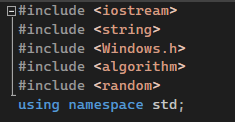 #include <iostream>
#include <string>
#include <Windows.h>
#include <algorithm>
#include <random>
using namespace std;